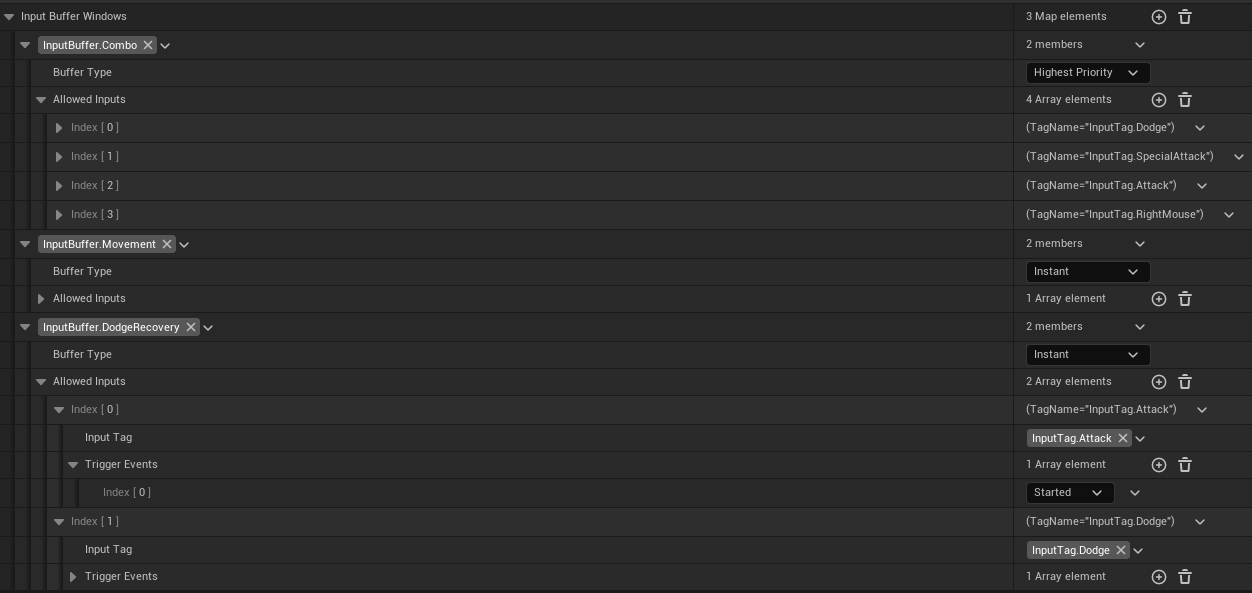 Input Buffer Windows 3 Map elements
InputBuffer.Combo 2 members
Buffer Type Highest Priority
Allowed Inputs 4 Array elements
Index [ 0 ] (TagName="InputTag.Dodge")
Index [ 1 ] (TagName="InputTag.SpecialAttack")
Index [ 2 ] (TagName="InputTag.Attack")
Index [ 3 ] (TagName="InputTag.RightMouse")
InputBuffer.Movement 2 members
Buffer Type Instant
Allowed Inputs 1 Array element
InputBuffer.DodgeRecovery 2 members
Buffer Type Instant
Allowed Inputs 2 Array elements
Index [ 0 ] (TagName="InputTag.Attack")
Input Tag InputTag.Attack
Trigger Events 1 Array element
Index [ 0 ] Started
Index [ 1 ] (TagName="InputTag.Dodge")
Input Tag InputTag.Dodge
Trigger Events 1 Array element